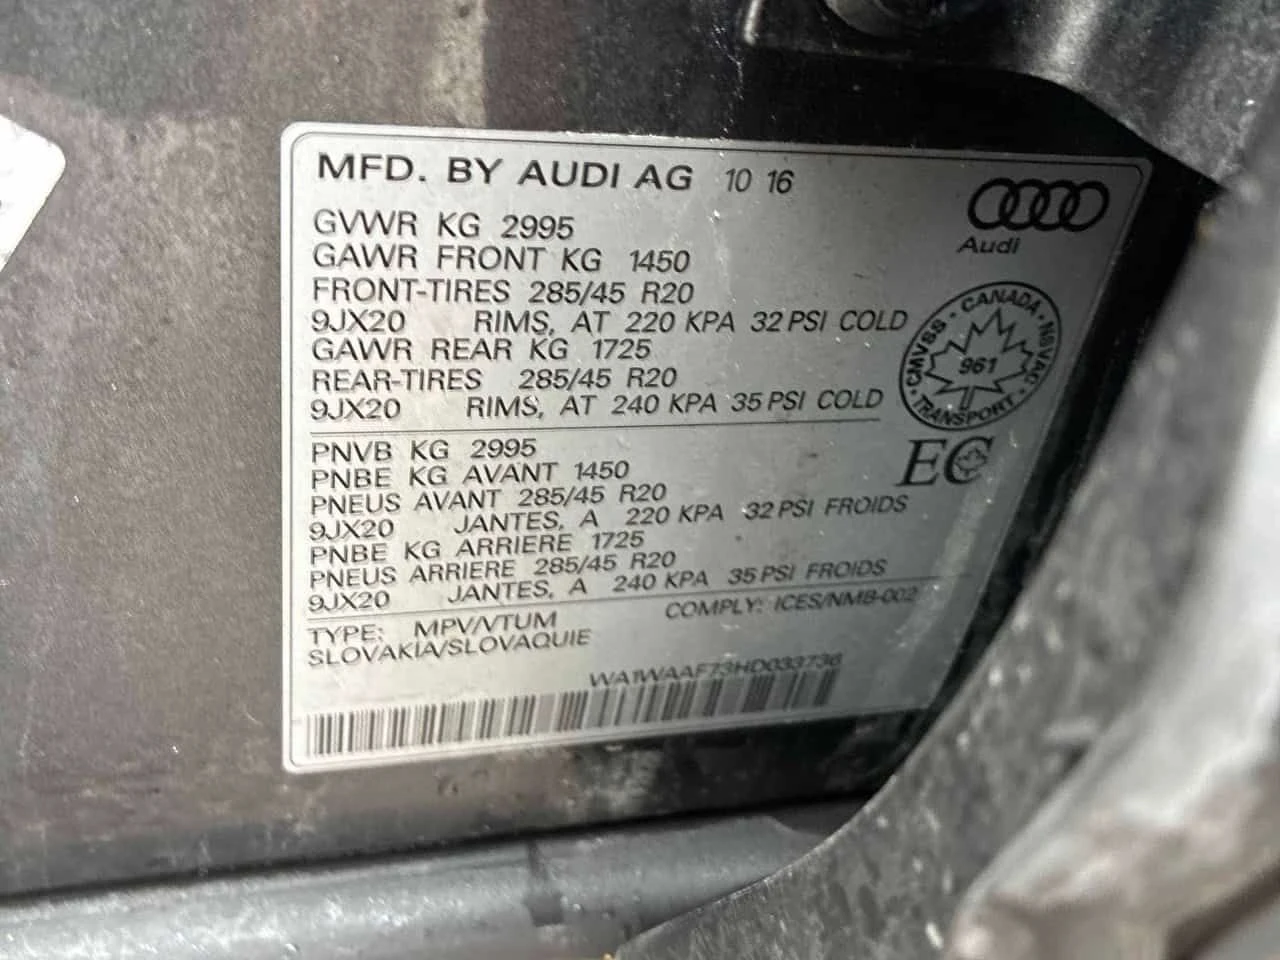 MFD. BY AUDI AG 10 16
Audi
GVWR KG 2995
GAWR FRONT KG 1450
FRONT-TIRES 285/45 R20
9JX20 RIMS, AT 220 KPA 32 PSI COLD
GAWR REAR KG 1725
REAR-TIRES 285/45 R20
9JX20 RIMS, AT 240 KPA 35 PSI COLD
CMVSS · CANADA · NSVAC · TRANSPORT ·
961
EC
PNVB KG 2995
PNBE KG AVANT 1450
PNEUS AVANT 285/45 R20
9JX20 JANTES, A 220 KPA 32 PSI FROIDS
PNBE KG ARRIERE 1725
PNEUS ARRIERE 285/45 R20
9JX20 JANTES, A 240 KPA 35 PSI FROIDS
TYPE: MPV/VTUM COMPLY: ICES/NMB-002
SLOVAKIA/SLOVAQUIE
WA1WAAF73HD033736